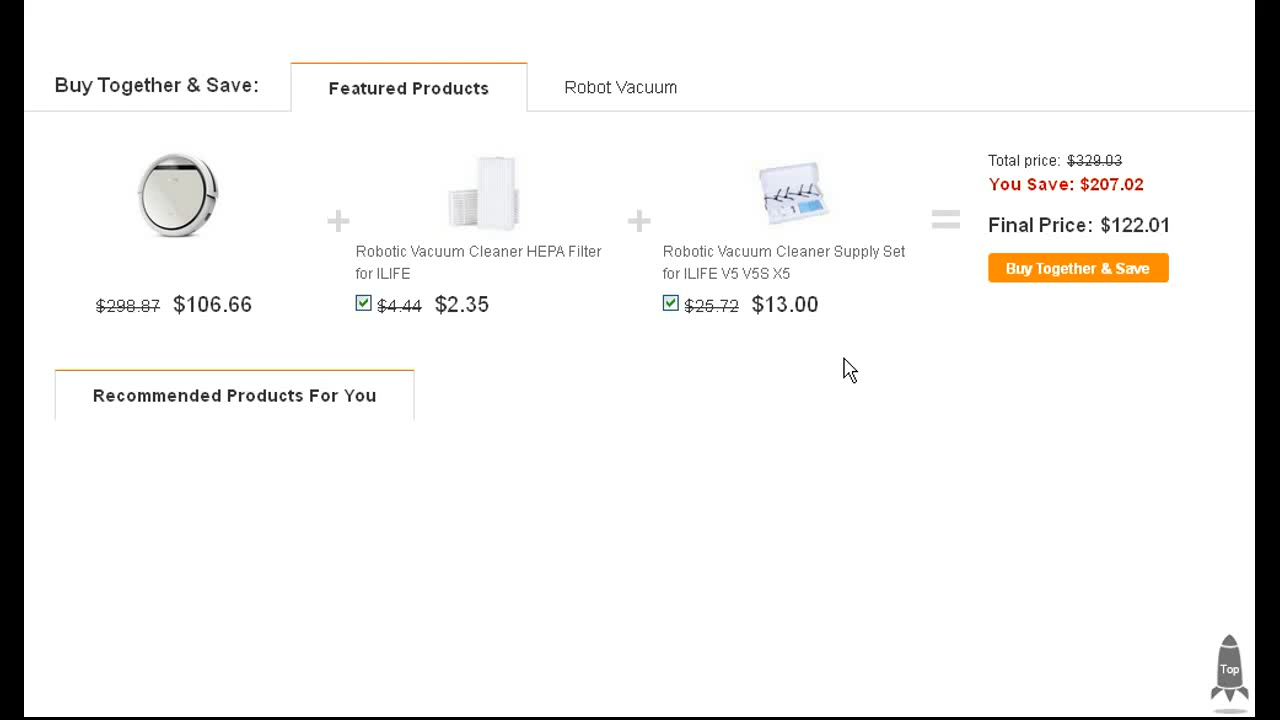 Buy Together & Save:
Featured Products
Robot Vacuum
$298.87 $106.66
Robotic Vacuum Cleaner HEPA Filter
for ILIFE
$4.44 $2.35
Robotic Vacuum Cleaner Supply Set
for ILIFE V5 V5S X5
$25.72 $13.00
Total price: $329.03
You Save: $207.02
Final Price: $122.01
Buy Together & Save
Recommended Products For You
Top